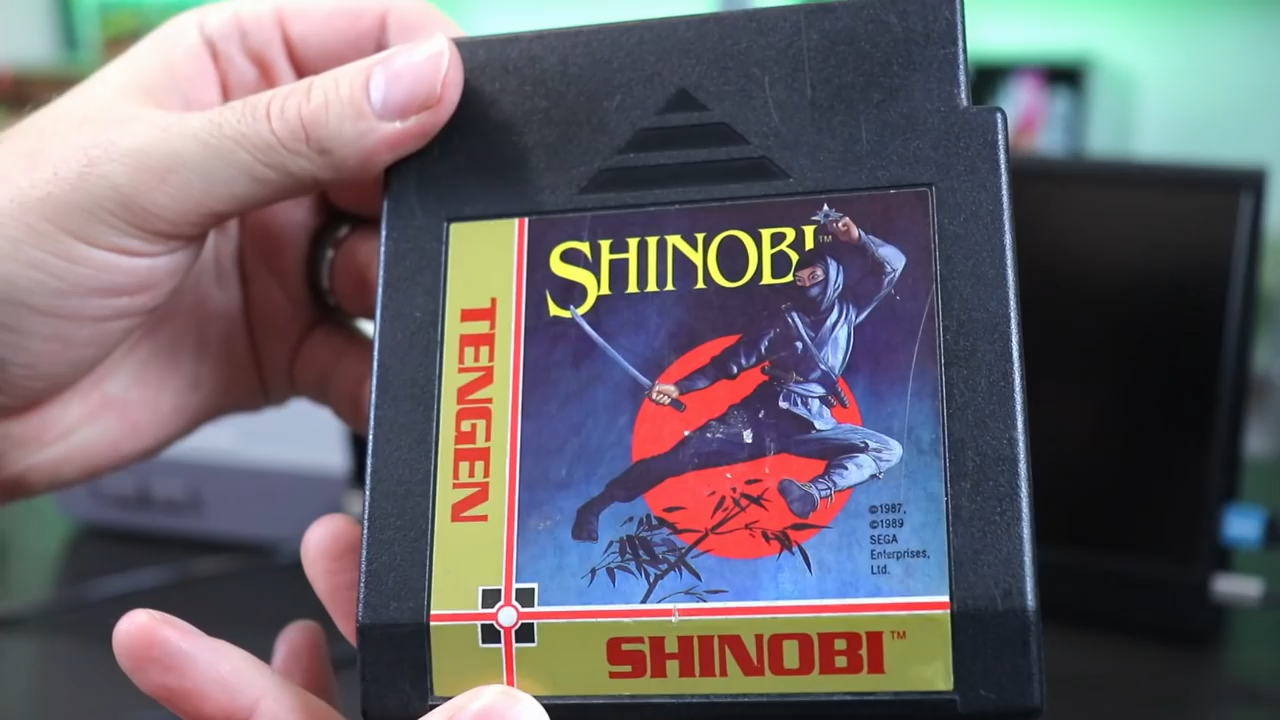 SHINOBI™
TENGEN
©1987,
©1989
SEGA
Enterprises,
Ltd.
SHINOBI™